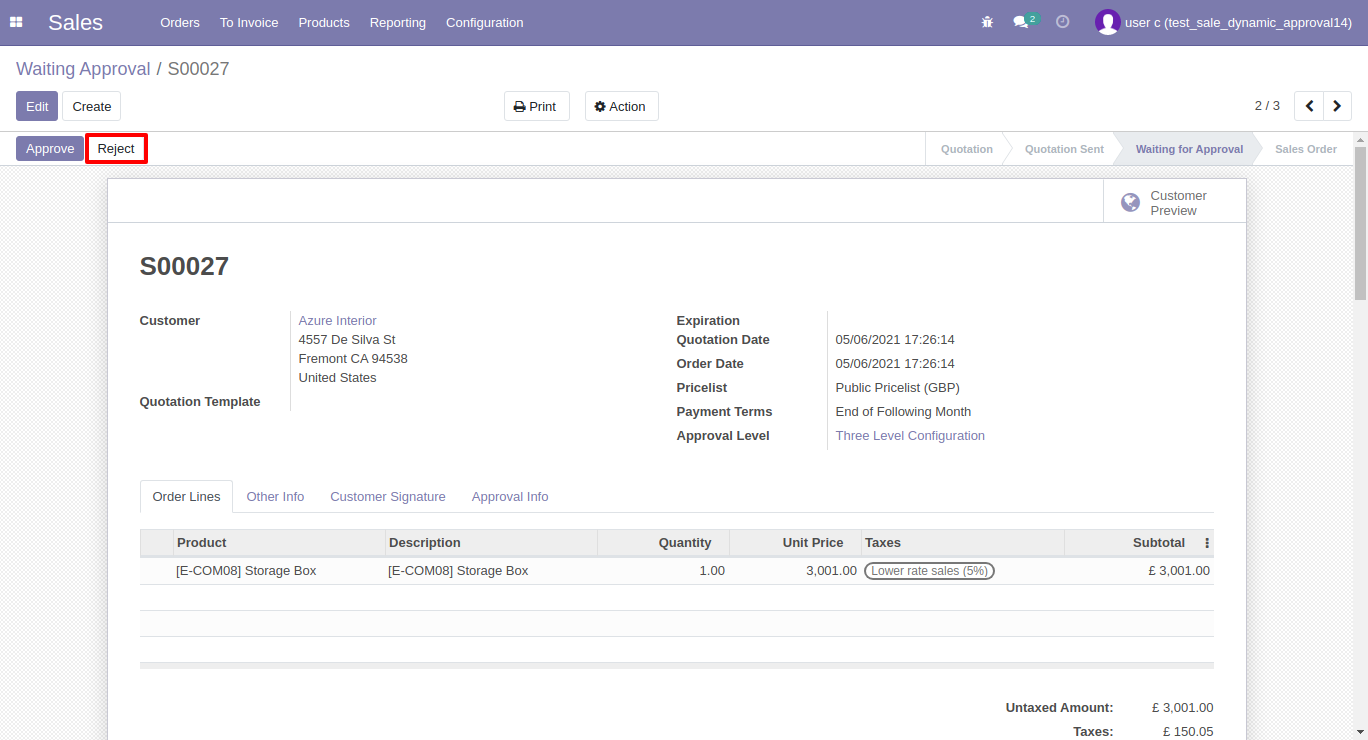 Sales Orders To Invoice Products Reporting Configuration 2 user c (test_sale_dynamic_approval14)
Waiting Approval / S00027
Edit Create Print Action 2 / 3
Approve Reject Quotation Quotation Sent Waiting for Approval Sales Order
Customer
Preview
S00027
Customer Azure Interior
4557 De Silva St
Fremont CA 94538
United States
Quotation Template
Expiration
Quotation Date 05/06/2021 17:26:14
Order Date 05/06/2021 17:26:14
Pricelist Public Pricelist (GBP)
Payment Terms End of Following Month
Approval Level Three Level Configuration
Order Lines Other Info Customer Signature Approval Info
Product Description Quantity Unit Price Taxes Subtotal
[E-COM08] Storage Box [E-COM08] Storage Box 1.00 3,001.00 Lower rate sales (5%) £ 3,001.00
Untaxed Amount: £ 3,001.00
Taxes: £ 150.05